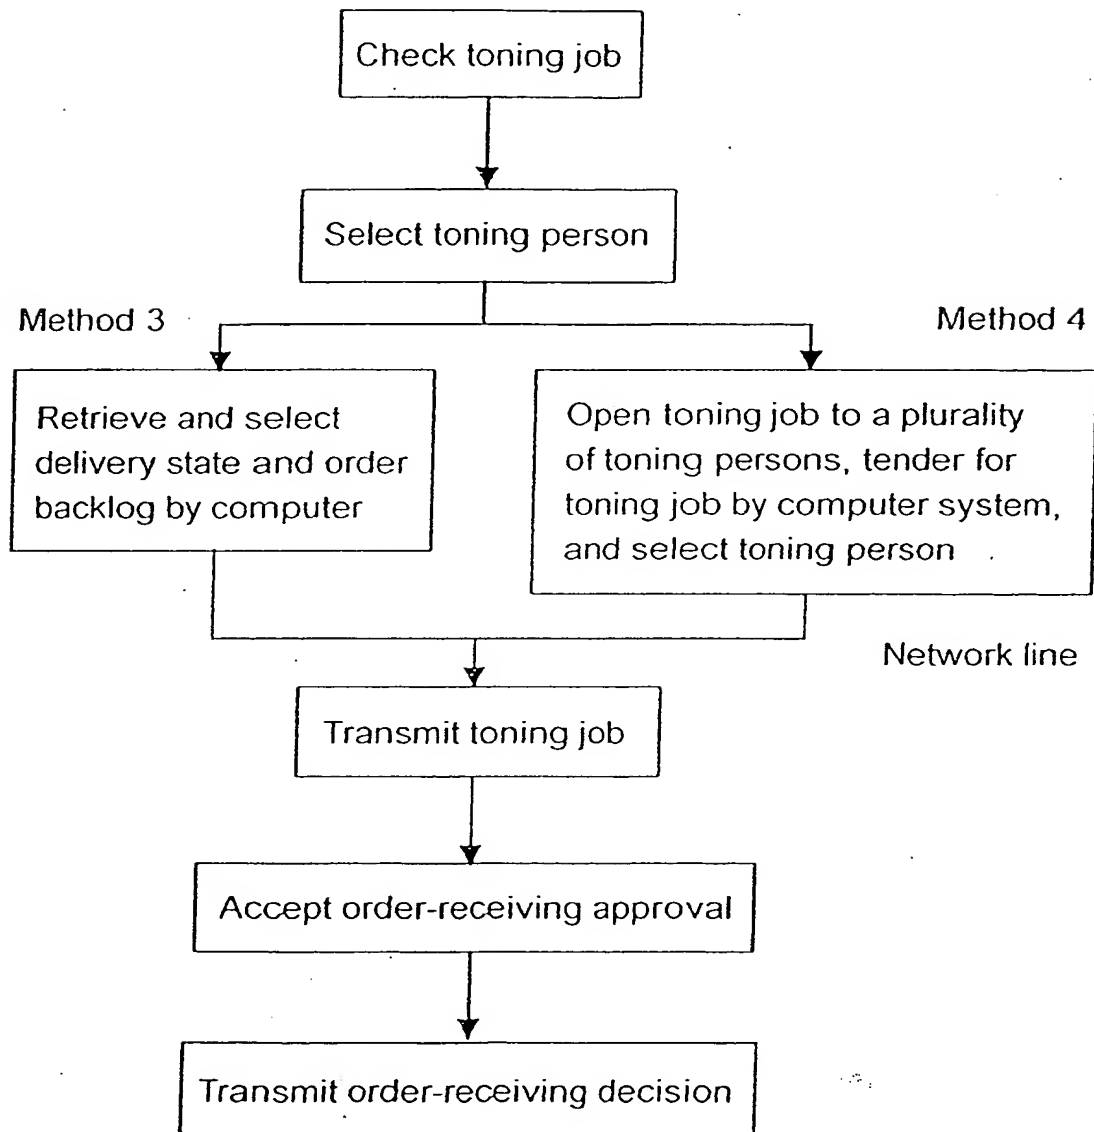 Check toning job
Select toning person
Method 3
Method 4
Retrieve and select
delivery state and order
backlog by computer
Open toning job to a plurality
of toning persons, tender for
toning job by computer system,
and select toning person
Network line
Transmit toning job
Accept order-receiving approval
Transmit order-receiving decision